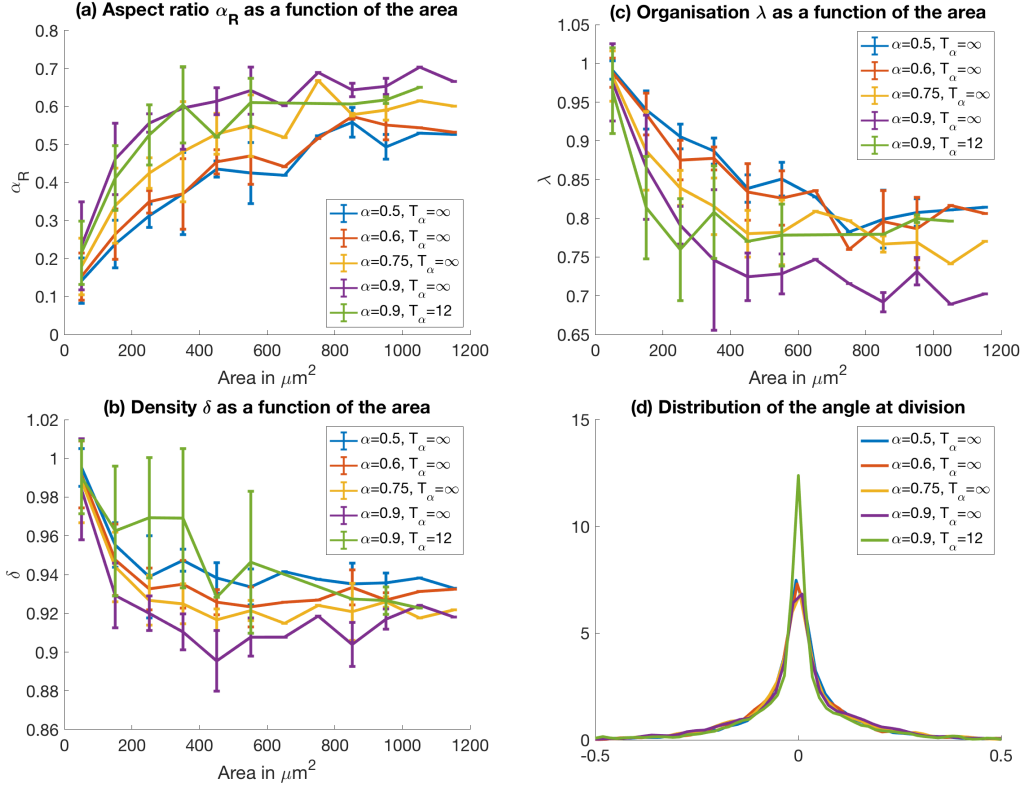 (a) Aspect ratio α_R as a function of the area
0.8
0.7
0.6
0.5
0.4
0.3
0.2
0.1
0
α_R
0 200 400 600 800 1000 1200
Area in μm²
α=0.5, T_α=∞
α=0.6, T_α=∞
α=0.75, T_α=∞
α=0.9, T_α=∞
α=0.9, T_α=12
(c) Organisation λ as a function of the area
1.05
1
0.95
0.9
0.85
0.8
0.75
0.7
0.65
λ
0 200 400 600 800 1000 1200
Area in μm²
α=0.5, T_α=∞
α=0.6, T_α=∞
α=0.75, T_α=∞
α=0.9, T_α=∞
α=0.9, T_α=12
(b) Density δ as a function of the area
1.02
1
0.98
0.96
0.94
0.92
0.9
0.88
0.86
δ
0 200 400 600 800 1000 1200
Area in μm²
α=0.5, T_α=∞
α=0.6, T_α=∞
α=0.75, T_α=∞
α=0.9, T_α=∞
α=0.9, T_α=12
(d) Distribution of the angle at division
15
10
5
0
-0.5 0 0.5
α=0.5, T_α=∞
α=0.6, T_α=∞
α=0.75, T_α=∞
α=0.9, T_α=∞
α=0.9, T_α=12